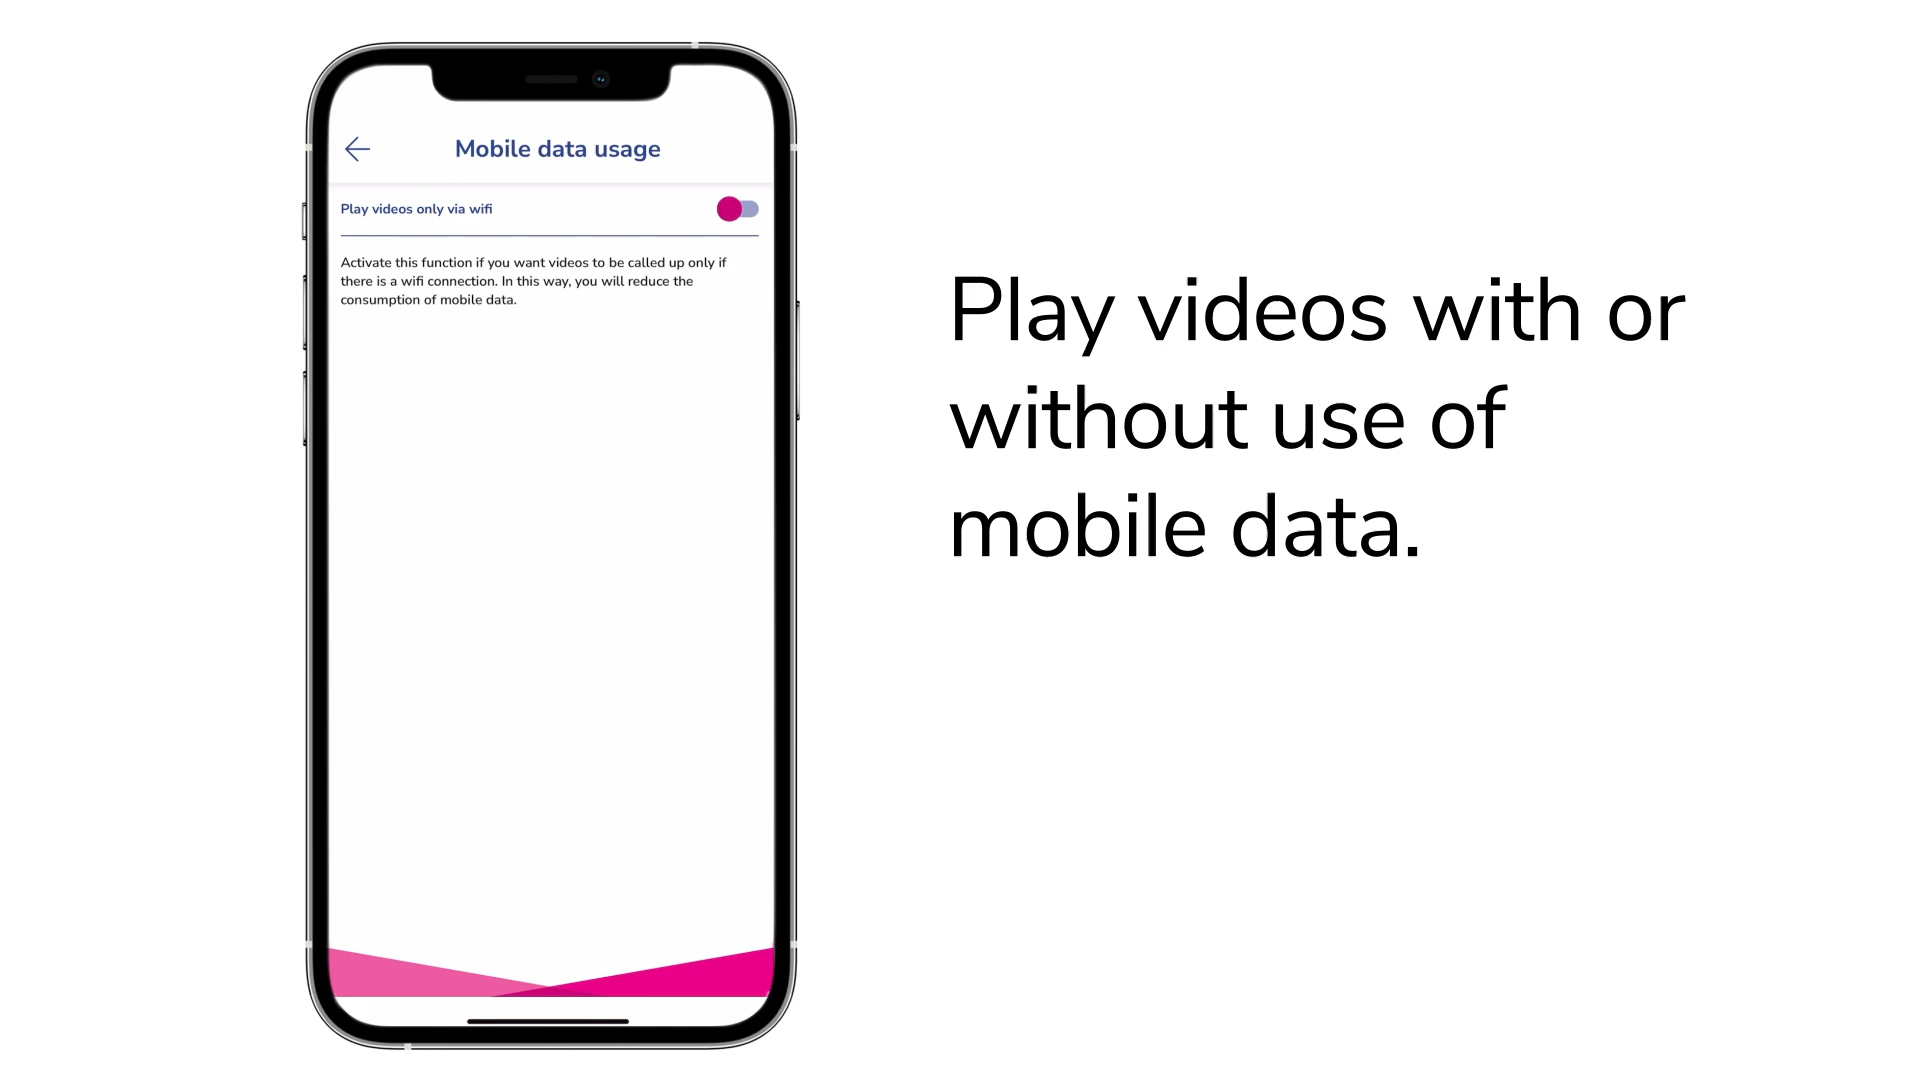 Mobile data usage
Play videos only via wifi
Activate this function if you want videos to be called up only if
there is a wifi connection. In this way, you will reduce the
consumption of mobile data.
Play videos with or
without use of
mobile data.